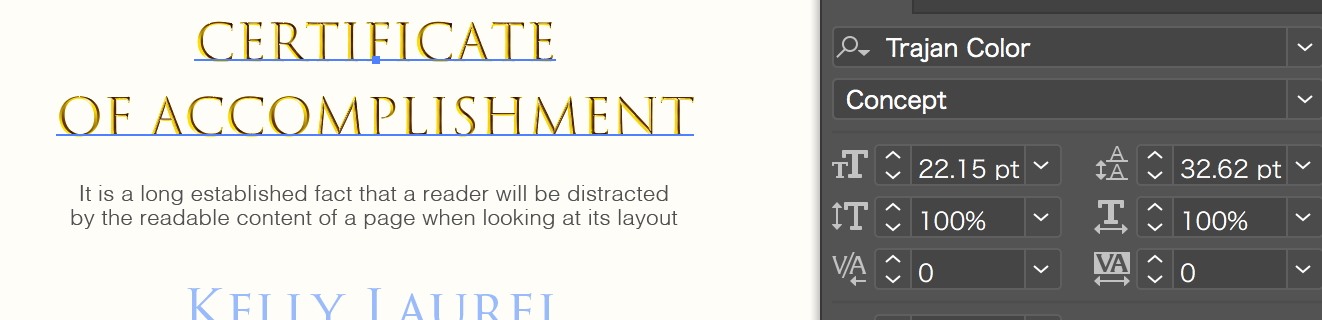 CERTIFICATE
OF ACCOMPLISHMENT
It is a long established fact that a reader will be distracted
by the readable content of a page when looking at its layout
KELLY LAUREL
Trajan Color
Concept
22.15 pt
32.62 pt
100%
100%
0
0